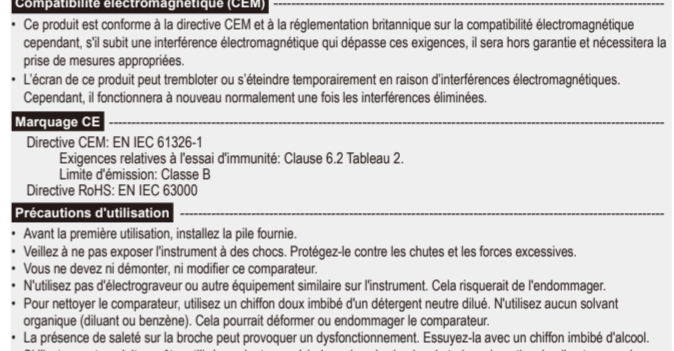 Compatibilité électromagnétique (CEM)
• Ce produit est conforme à la directive CEM et à la réglementation britannique sur la compatibilité électromagnétique
cependant, s'il subit une interférence électromagnétique qui dépasse ces exigences, il sera hors garantie et nécessitera la
prise de mesures appropriées.
• L'écran de ce produit peut trembloter ou s'éteindre temporairement en raison d'interférences électromagnétiques.
Cependant, il fonctionnera à nouveau normalement une fois les interférences éliminées.
Marquage CE
Directive CEM: EN IEC 61326-1
Exigences relatives à l'essai d'immunité: Clause 6.2 Tableau 2.
Limite d'émission: Classe B
Directive RoHS: EN IEC 63000
Précautions d'utilisation
• Avant la première utilisation, installez la pile fournie.
• Veillez à ne pas exposer l'instrument à des chocs. Protégez-le contre les chutes et les forces excessives.
• Vous ne devez ni démonter, ni modifier ce comparateur.
• N'utilisez pas d'électrograveur ou autre équipement similaire sur l'instrument. Cela risquerait de l'endommager.
• Pour nettoyer le comparateur, utilisez un chiffon doux imbibé d'un détergent neutre dilué. N'utilisez aucun solvant
organique (diluant ou benzène). Cela pourrait déformer ou endommager le comparateur.
• La présence de saleté sur la broche peut provoquer un dysfonctionnement. Essuyez-la avec un chiffon imbibé d'alcool.